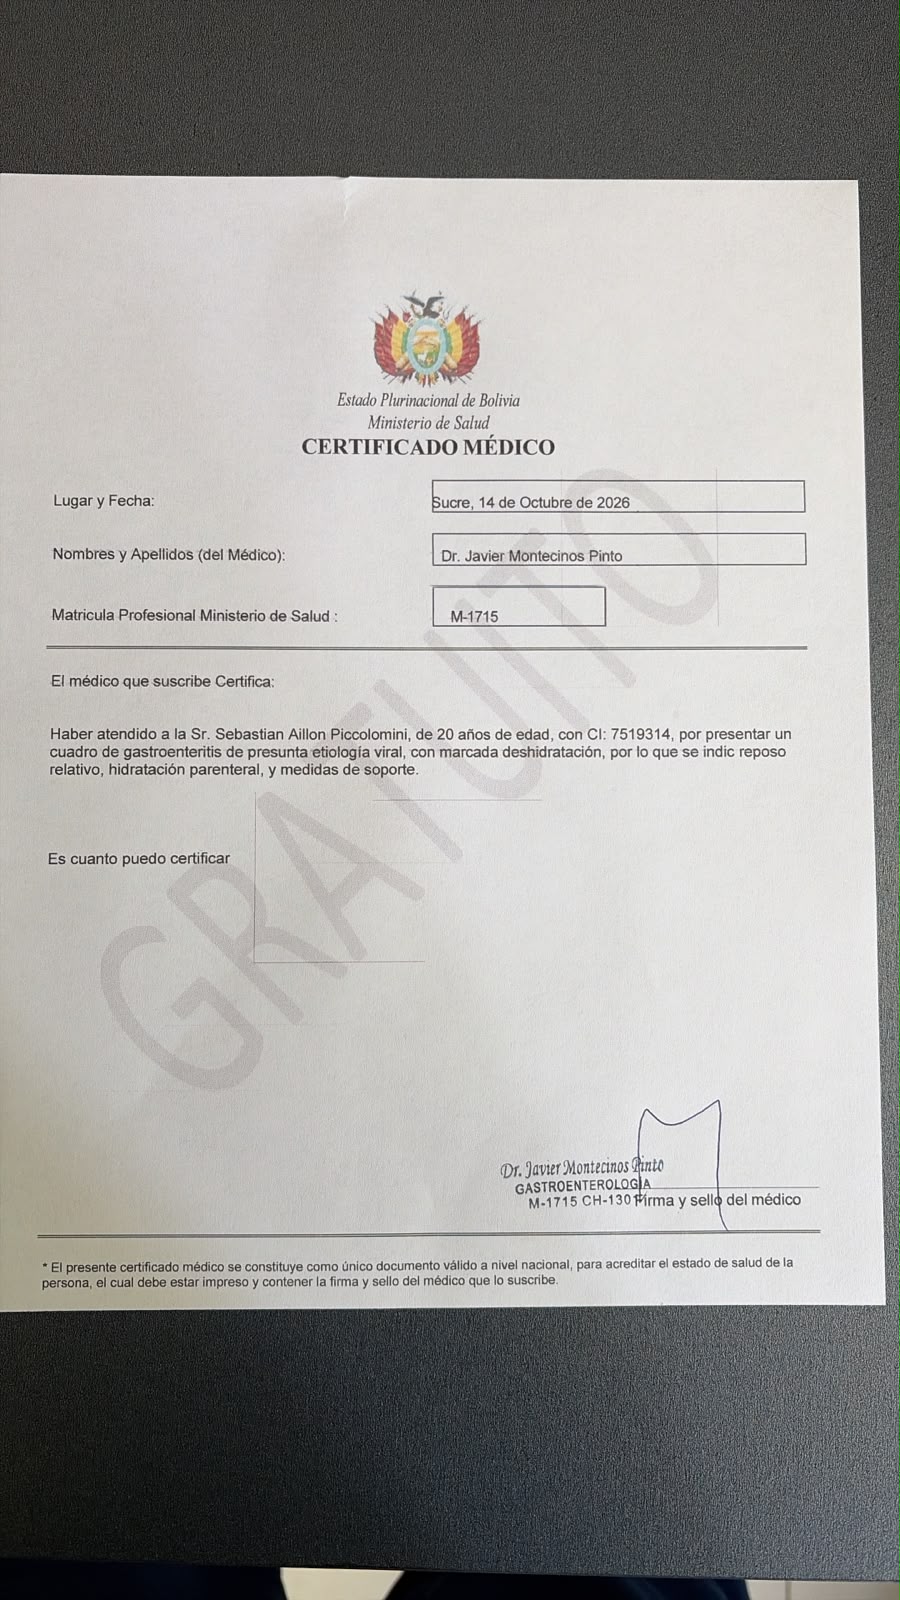 Estado Plurinacional de Bolivia
Ministerio de Salud
CERTIFICADO MÉDICO
Lugar y Fecha:
Sucre, 14 de Octubre de 2026
Nombres y Apellidos (del Médico):
Dr. Javier Montecinos Pinto
Matricula Profesional Ministerio de Salud :
M-1715
El médico que suscribe Certifica:
Haber atendido a la Sr. Sebastian Aillon Piccolomini, de 20 años de edad, con CI: 7519314, por presentar un
cuadro de gastroenteritis de presunta etiología viral, con marcada deshidratación, por lo que se indic reposo
relativo, hidratación parenteral, y medidas de soporte.
Es cuanto puedo certificar
GRATUITO
Dr. Javier Montecinos Pinto
GASTROENTEROLOGIA
M-1715 CH-130
Firma y sello del médico
* El presente certificado médico se constituye como único documento válido a nivel nacional, para acreditar el estado de salud de la
persona, el cual debe estar impreso y contener la firma y sello del médico que lo suscribe.